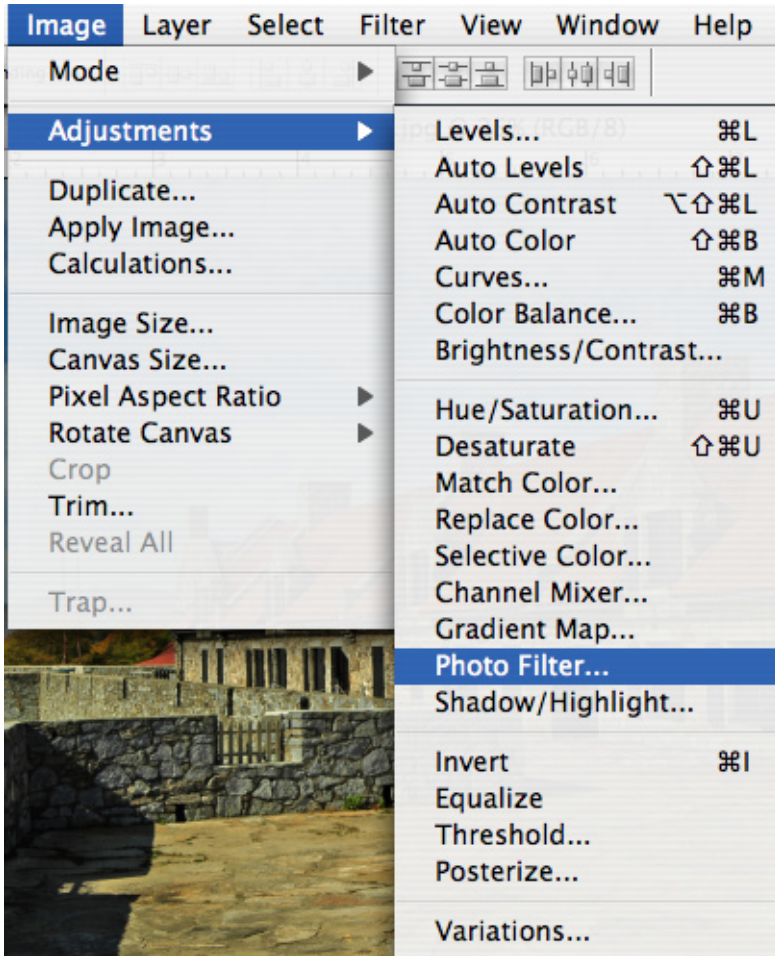 Image Layer Select Filter View Window Help
Mode
Adjustments
Duplicate...
Apply Image...
Calculations...
Image Size...
Canvas Size...
Pixel Aspect Ratio
Rotate Canvas
Crop
Trim...
Reveal All
Trap...
.jpg (RGB/8)
Levels... ⌘L
Auto Levels ⇧⌘L
Auto Contrast ⌥⇧⌘L
Auto Color ⇧⌘B
Curves... ⌘M
Color Balance... ⌘B
Brightness/Contrast...
Hue/Saturation... ⌘U
Desaturate ⇧⌘U
Match Color...
Replace Color...
Selective Color...
Channel Mixer...
Gradient Map...
Photo Filter...
Shadow/Highlight...
Invert ⌘I
Equalize
Threshold...
Posterize...
Variations...